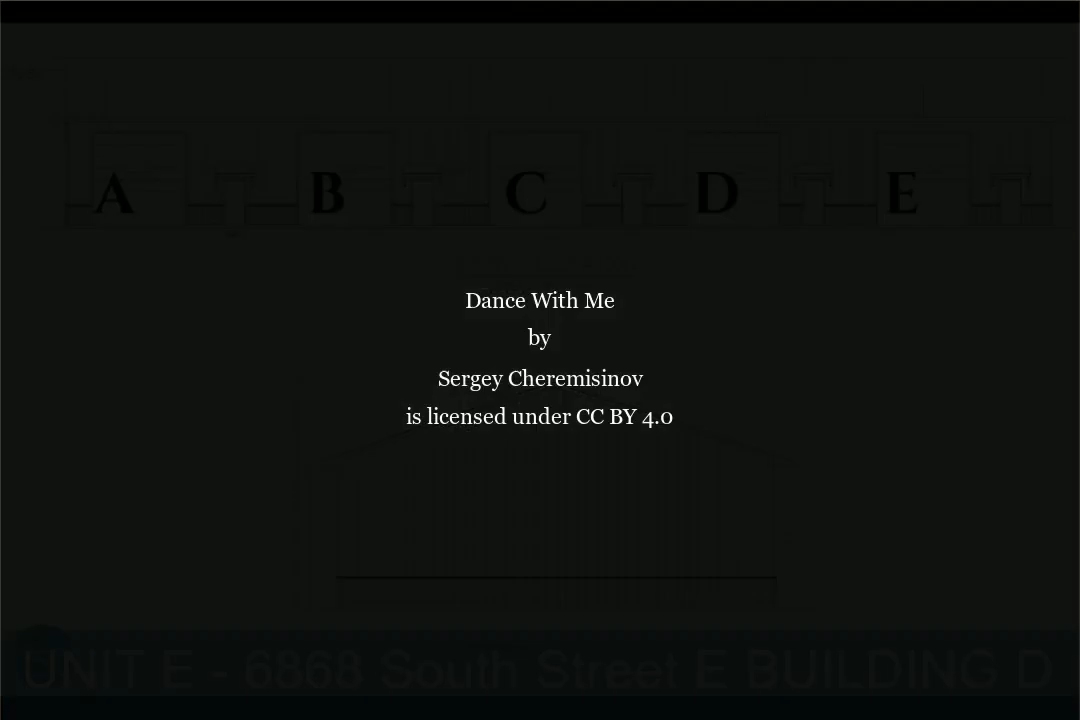 A B C D E
Dance With Me
by
Sergey Cheremisinov
is licensed under CC BY 4.0
UNIT E - 6868 South Street E BUILDING D